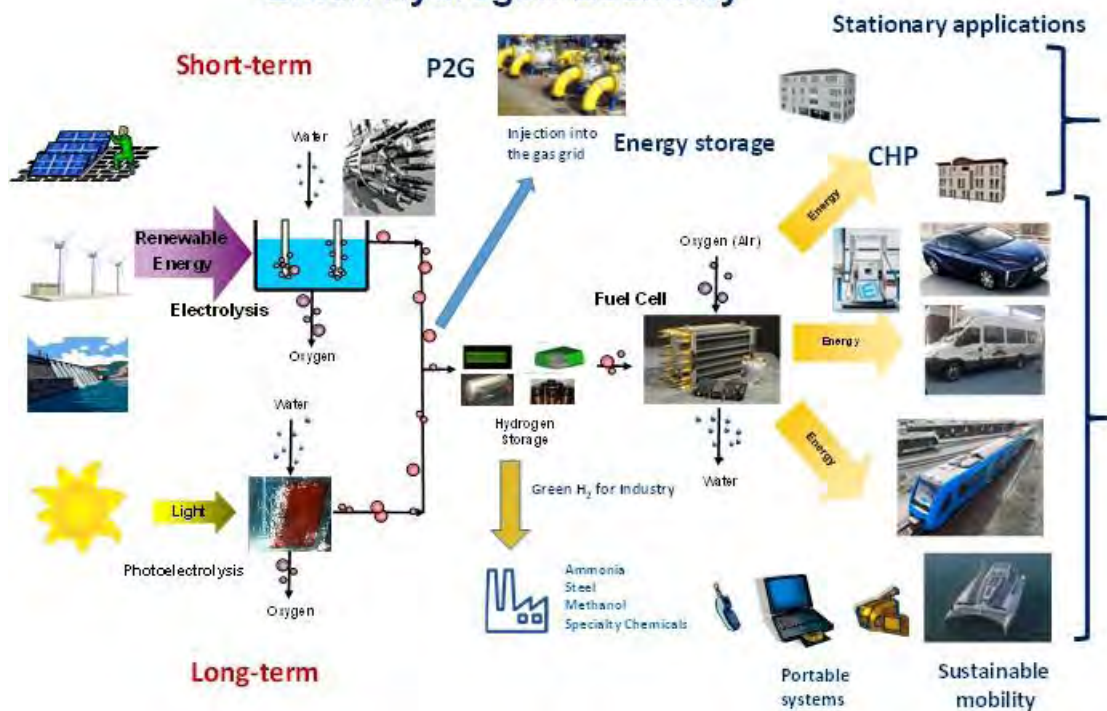 Stationary applications
Short-term
P2G
Water
Injection into
the gas grid
Energy storage
CHP
Energy
Renewable
Energy
Oxygen (Air)
Electrolysis
Fuel Cell
Energy
Oxygen
Water
Hydrogen
Storage
Energy
Water
Light
Green H₂ for Industry
Photoelectrolysis
Oxygen
Ammonia
Steel
Methanol
Specialty Chemicals
Long-term
Portable
systems
Sustainable
mobility